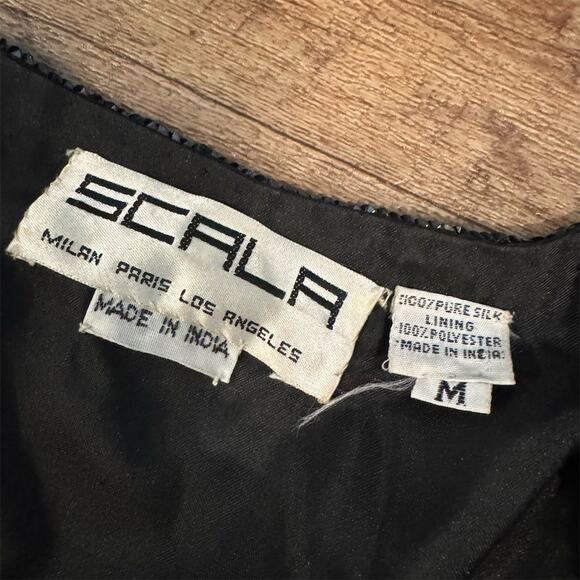 SCALA
MILAN PARIS LOS ANGELES
MADE IN INDIA
100% PURE SILK
LINING
100% POLYESTER
MADE IN INDIA
M